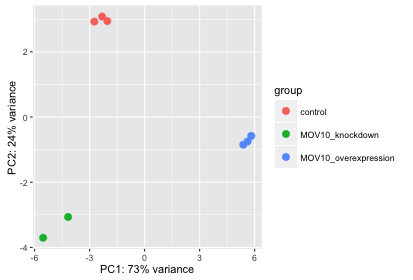 2
0
-2
-4
-6
-3
0
3
6
PC2: 24% variance
PC1: 73% variance
group
control
MOV10_knockdown
MOV10_overexpression